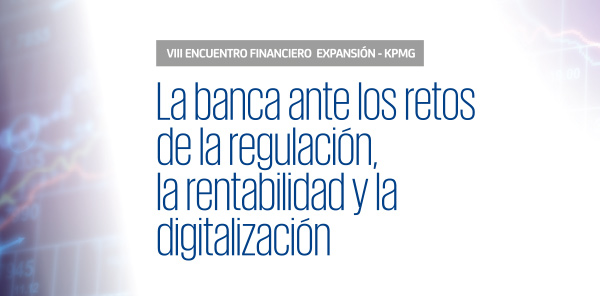 VIII ENCUENTRO FINANCIERO EXPANSIÓN - KPMG
La banca ante los retos
de la regulación,
la rentabilidad y la
digitalización